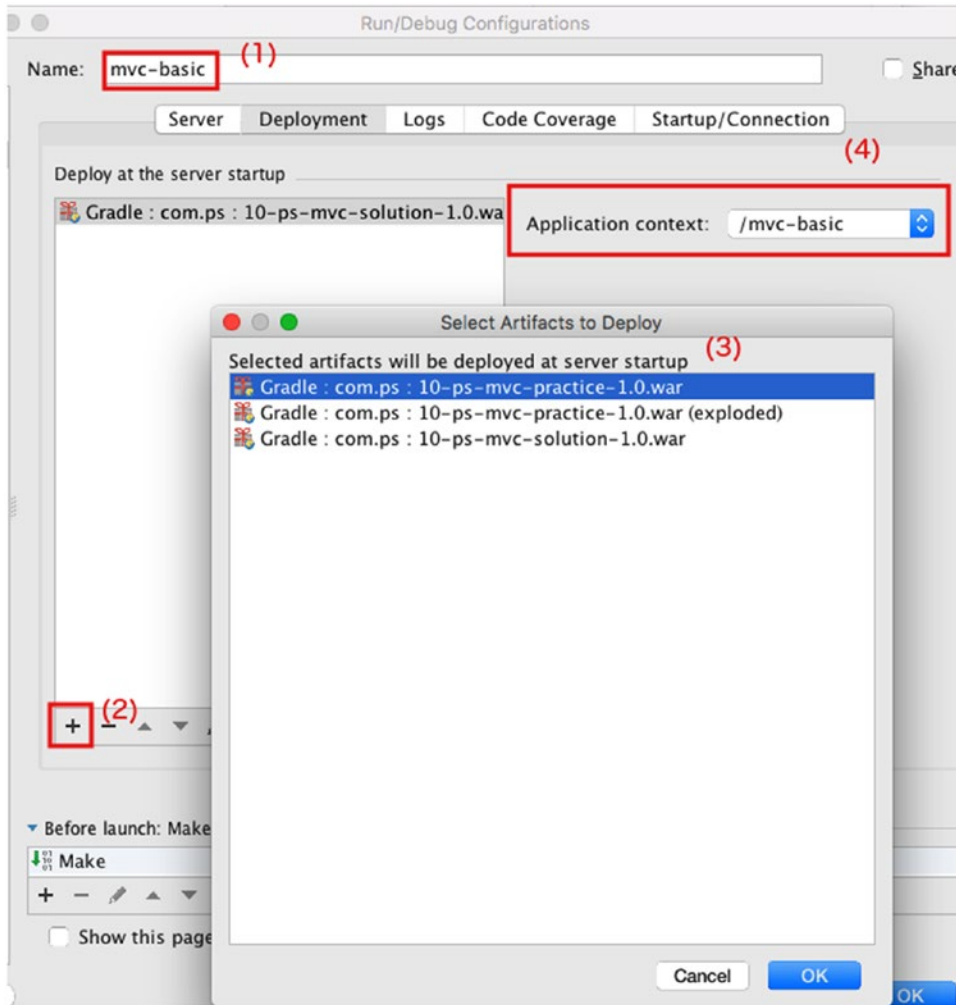 Run/Debug Configurations
(1)
Name: mvc-basic
Share
Server Deployment Logs Code Coverage Startup/Connection
(4)
Deploy at the server startup
Gradle : com.ps : 10-ps-mvc-solution-1.0.wa
Application context: /mvc-basic
Select Artifacts to Deploy
(3)
Selected artifacts will be deployed at server startup
Gradle : com.ps : 10-ps-mvc-practice-1.0.war
Gradle : com.ps : 10-ps-mvc-practice-1.0.war (exploded)
Gradle : com.ps : 10-ps-mvc-solution-1.0.war
(2)
Before launch: Make
Make
Show this page
Cancel OK
OK